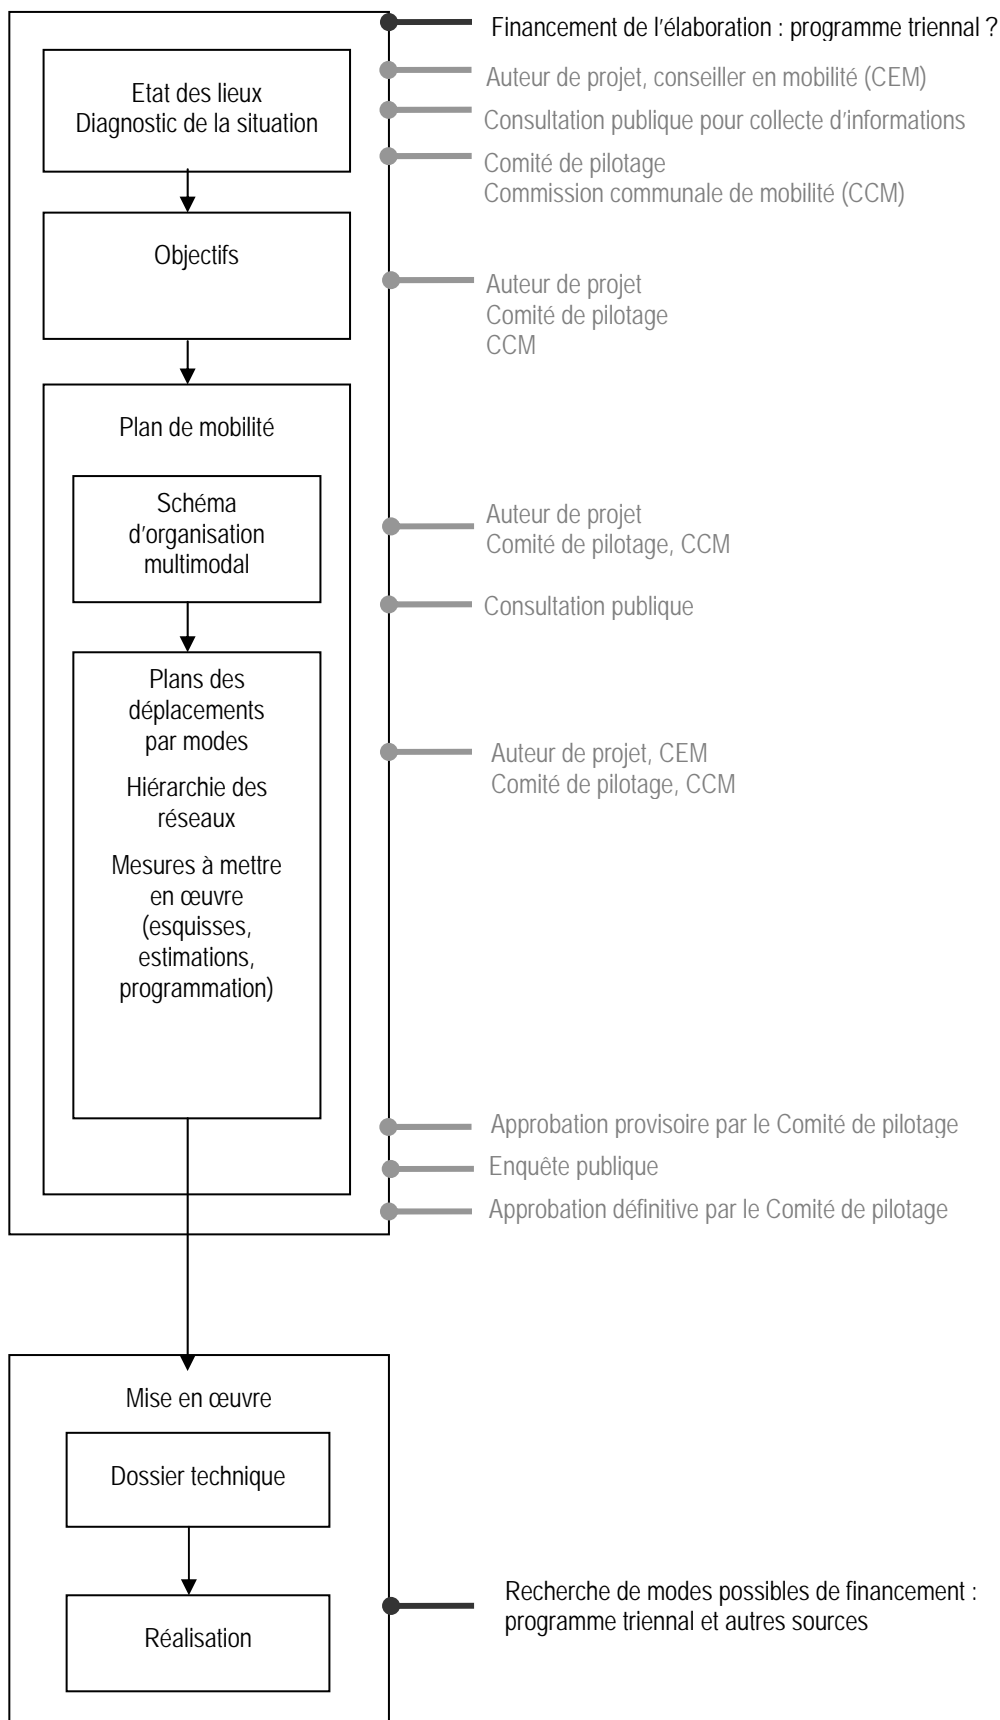 Financement de l'élaboration : programme triennal ?
Etat des lieux
Diagnostic de la situation
Auteur de projet, conseiller en mobilité (CEM)
Consultation publique pour collecte d'informations
Comité de pilotage
Commission communale de mobilité (CCM)
Objectifs
Auteur de projet
Comité de pilotage
CCM
Plan de mobilité
Schéma
d'organisation
multimodal
Auteur de projet
Comité de pilotage, CCM
Consultation publique
Plans des
déplacements
par modes
Hiérarchie des
réseaux
Mesures à mettre
en œuvre
(esquisses,
estimations,
programmation)
Auteur de projet, CEM
Comité de pilotage, CCM
Approbation provisoire par le Comité de pilotage
Enquête publique
Approbation définitive par le Comité de pilotage
Mise en œuvre
Dossier technique
Réalisation
Recherche de modes possibles de financement :
programme triennal et autres sources